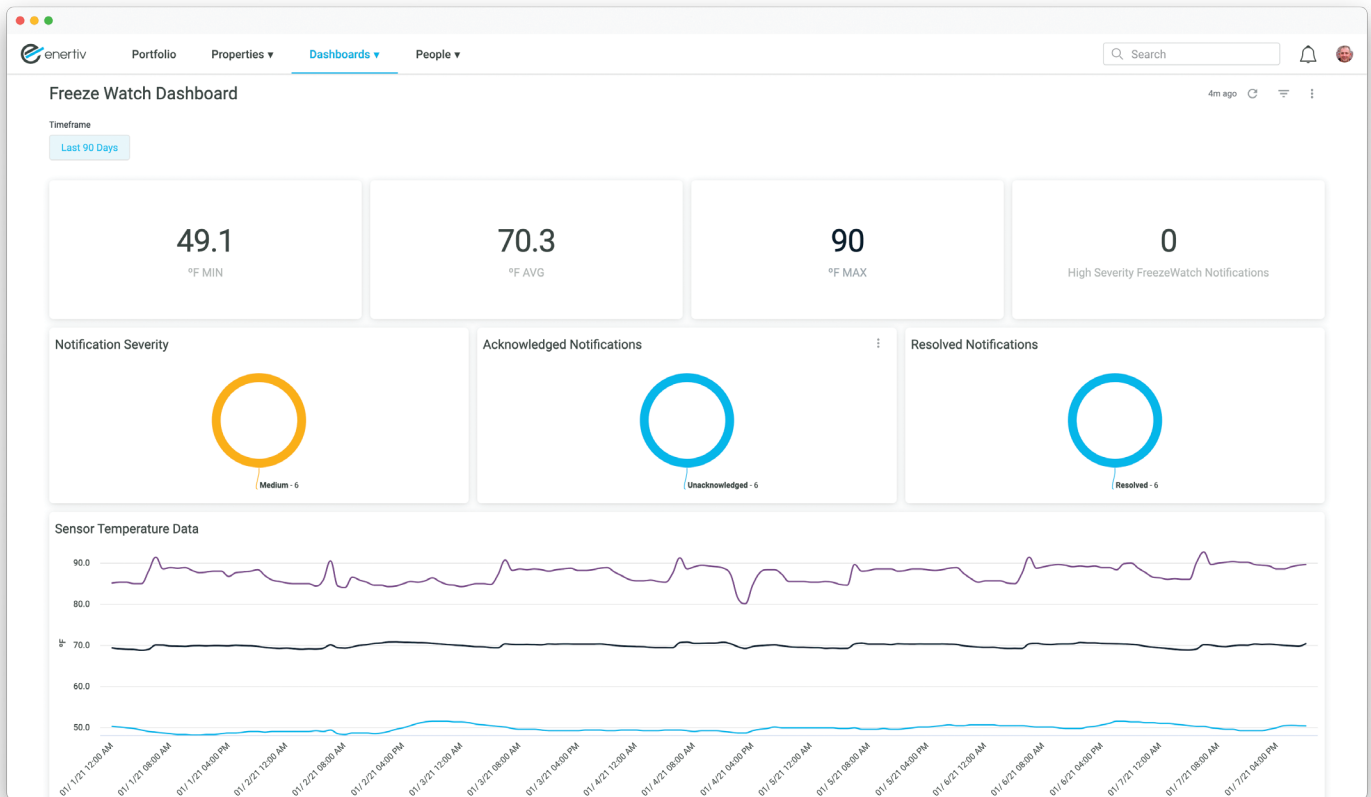 enertiv
Portfolio
Properties ▾
Dashboards ▾
People ▾
Search
Freeze Watch Dashboard
4m ago
Timeframe
Last 90 Days
49.1
ºF MIN
70.3
ºF AVG
90
ºF MAX
0
High Severity FreezeWatch Notifications
Notification Severity
Medium - 6
Acknowledged Notifications
Unacknowledged - 6
Resolved Notifications
Resolved - 6
Sensor Temperature Data
ºF
90.0
80.0
70.0
60.0
50.0
01/ 1/21 12:00 AM
01/ 1/21 08:00 AM
01/ 1/21 04:00 PM
01/ 2/21 12:00 AM
01/ 2/21 08:00 AM
01/ 2/21 04:00 PM
01/ 3/21 12:00 AM
01/ 3/21 08:00 AM
01/ 3/21 04:00 PM
01/ 4/21 12:00 AM
01/ 4/21 08:00 AM
01/ 4/21 04:00 PM
01/ 5/21 12:00 AM
01/ 5/21 08:00 AM
01/ 5/21 04:00 PM
01/ 6/21 12:00 AM
01/ 6/21 08:00 AM
01/ 6/21 04:00 PM
01/ 7/21 12:00 AM
01/ 7/21 08:00 AM
01/ 7/21 04:00 PM